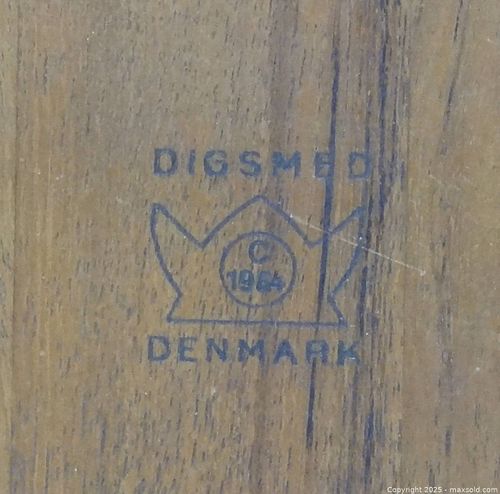 DIGSMED
C
1964
DENMARK
Copyright 2025 - maxsold.com